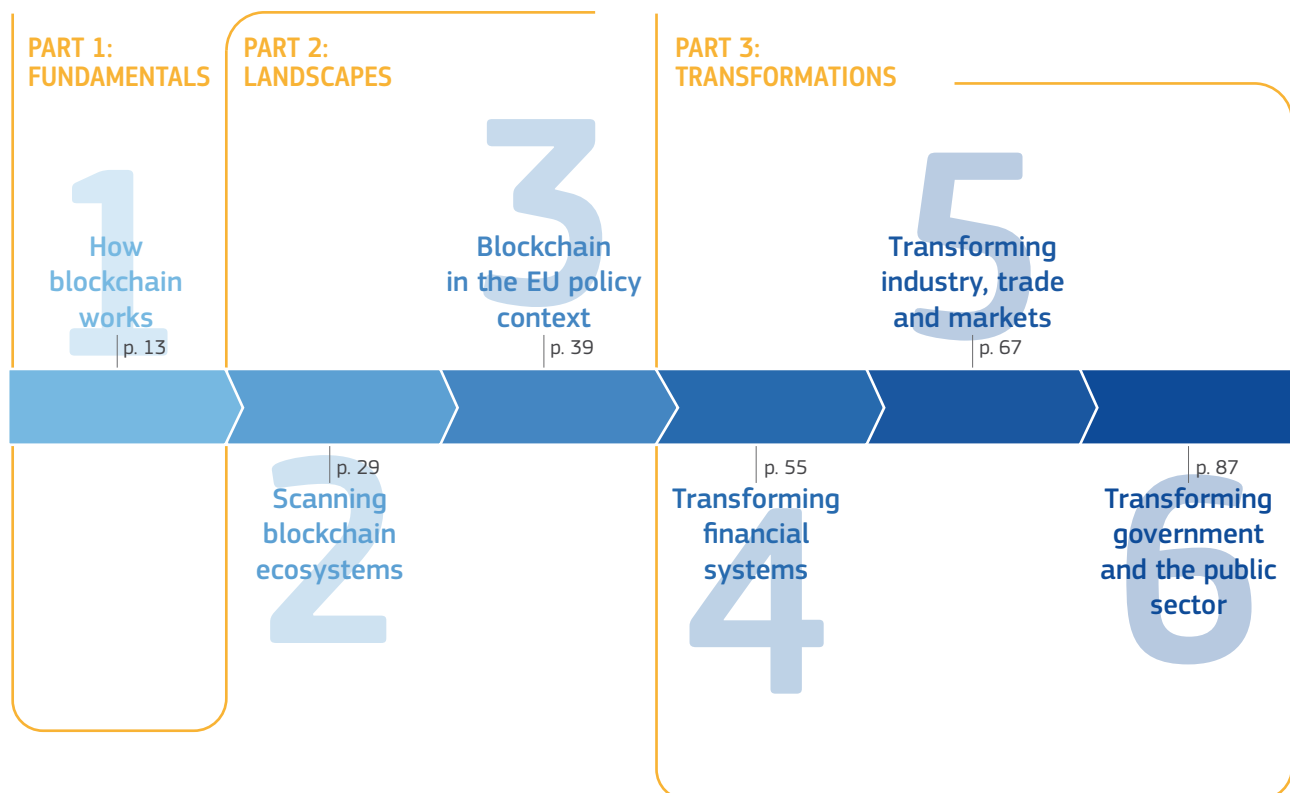 PART 1:
FUNDAMENTALS
1
How
blockchain
works
p. 13
PART 2:
LANDSCAPES
2
p. 29
Scanning
blockchain
ecosystems
3
Blockchain
in the EU policy
context
p. 39
PART 3:
TRANSFORMATIONS
4
p. 55
Transforming
financial
systems
5
Transforming
industry, trade
and markets
p. 67
6
p. 87
Transforming
government
and the public
sector